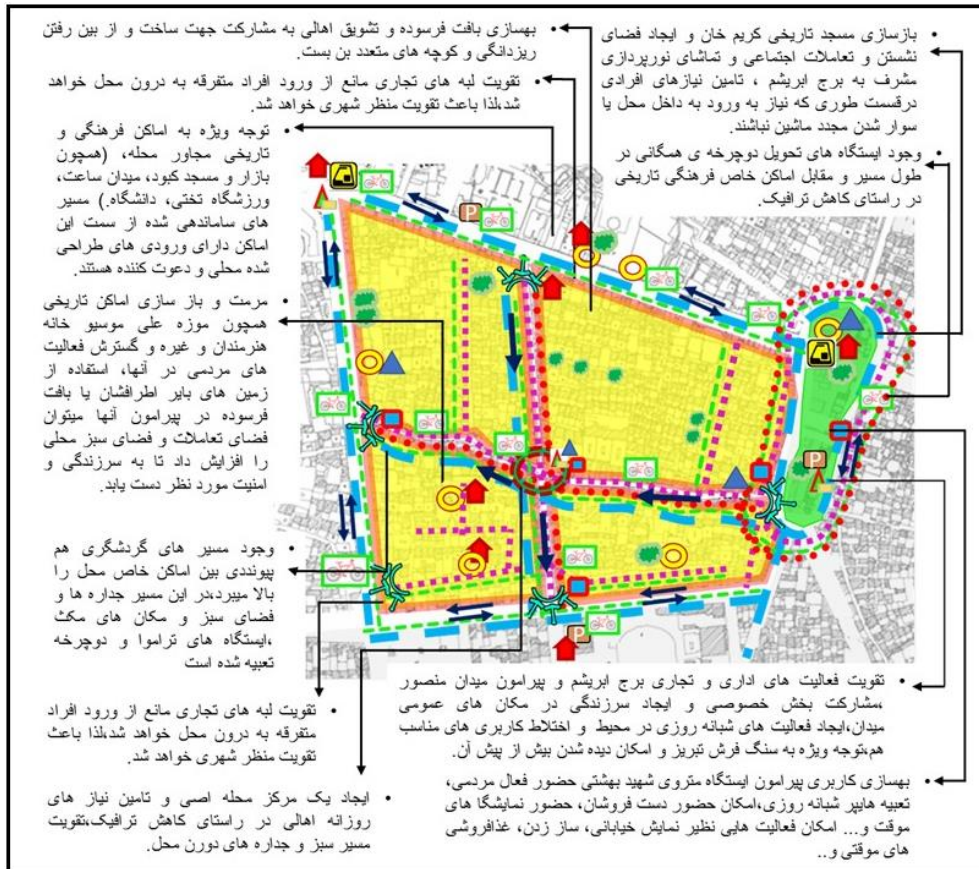 بهسازی بافت فرسوده و تشویق اهالی به مشارکت جهت ساخت و از بین رفتن
ریزدانگی و کوچه های متعدد بن بست.
تقویت لبه های تجاری مانع از ورود افراد متفرقه به درون محل خواهد
شد،لذا باعث تقویت منظر شهری خواهد شد.
توجه ویژه به اماکن فرهنگی و
تاریخی مجاور محله، (همچون
بازار و مسجد کبود، میدان ساعت،
ورزشگاه تختی، دانشگاه.) مسیر
های ساماندهی شده از سمت این
اماکن دارای ورودی های طراحی
شده محلی و دعوت کننده هستند.
مرمت و باز سازی اماکن تاریخی
همچون موزه علی موسیو خانه
هنرمندان و غیره و گسترش فعالیت
های مردمی در آنها، استفاده از
زمین های بایر اطرافشان یا بافت
فرسوده در پیرامون آنها میتوان
فضای تعاملات و فضای سبز محلی
را افزایش داد تا به سرزندگی و
امنیت مورد نظر دست یابد.
وجود مسیر های گردشگری هم
پیونددی بین اماکن خاص محل را
بالا میبرد،در این مسیر جداره ها و
فضای سبز و مکان های مکث
،ایستگاه های تراموا و دوچرخه
تعبیه شده است
تقویت لبه های تجاری مانع از ورود افراد
متفرقه به درون محل خواهد شد،لذا باعث
تقویت منظر شهری خواهد شد.
ایجاد یک مرکز محله اصی و تامین نیاز های
روزانه اهالی در راستای کاهش ترافیک،تقویت
مسیر سبز و جداره های دورن محل.
بازسازی مسجد تاریخی کریم خان و ایجاد فضای
نشستن و تعاملات اجتماعی و تماشای نورپردازی
مشرف به برج ابریشم ، تامین نیازهای افرادی
درقسمت طوری که نیاز به ورود به داخل محل یا
سوار شدن مجدد ماشین نباشند.
وجود ایستگاه های تحویل دوچرخه ی همگانی در
طول مسیر و مقابل اماکن خاص فرهنگی تاریخی
در راستای کاهش ترافیک.
P
P
P
تقویت فعالیت های اداری و تجاری برج ابریشم و پیرامون میدان منصور
،مشارکت بخش خصوصی و ایجاد سرزندگی در مکان های عمومی
میدان،ایجاد فعالیت های شبانه روزی در محیط و اختلاط کاربری های مناسب
هم،توجه ویژه به سنگ فرش تبریز و امکان دیده شدن بیش از پیش آن.
بهسازی کاربری پیرامون ایستگاه متروی شهید بهشتی حضور فعال مردمی،
تعبیه هایپر شبانه روزی،امکان حضور دست فروشان، حضور نمایشگا های
موقت و... امکان فعالیت هایی نظیر نمایش خیابانی، ساز زدن، غذافروشی
های موقتی و..